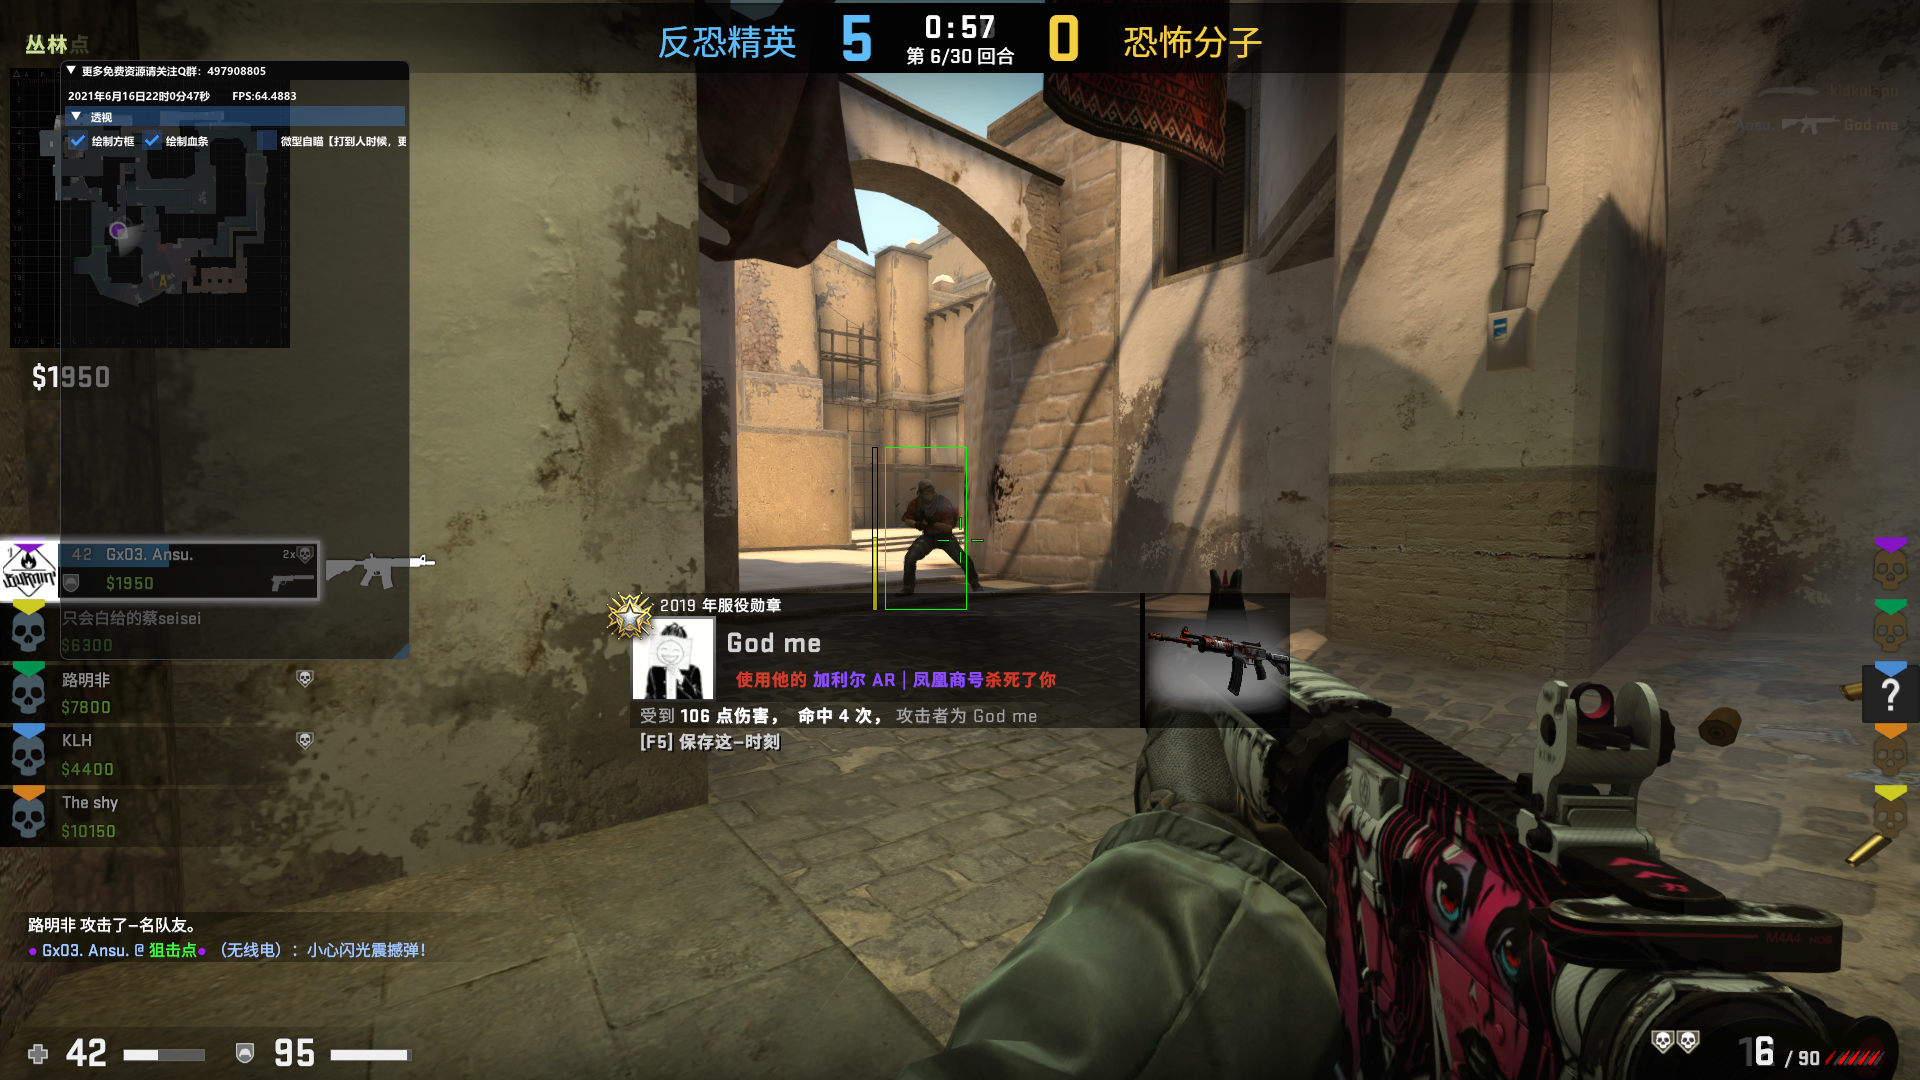 反恐精英 5 0:57 0 恐怖分子
第 6/30 回合
丛林点
更多免费资源请关注Q群：497908805
2021年6月16日22时0分47秒 FPS:64.4883
透视
绘制方框 绘制血条 微型自瞄【打到人时候，更
kidkulenu
Ansu. God me
A
$1950
42 Gx03. Ansu. 2x
$1950
只会白给的蔡seisei
$6300
路明非
$7800
KLH
$4400
The shy
$10150
?
2019 年服役勋章
God me
使用他的 加利尔 AR | 凤凰商号杀死了你
受到 106 点伤害， 命中 4 次， 攻击者为 God me
[F5] 保存这一时刻
M4A4
路明非 攻击了一名队友。
● Gx03. Ansu. @ 狙击点● （无线电）：小心闪光震撼弹！
42 95
16 / 90